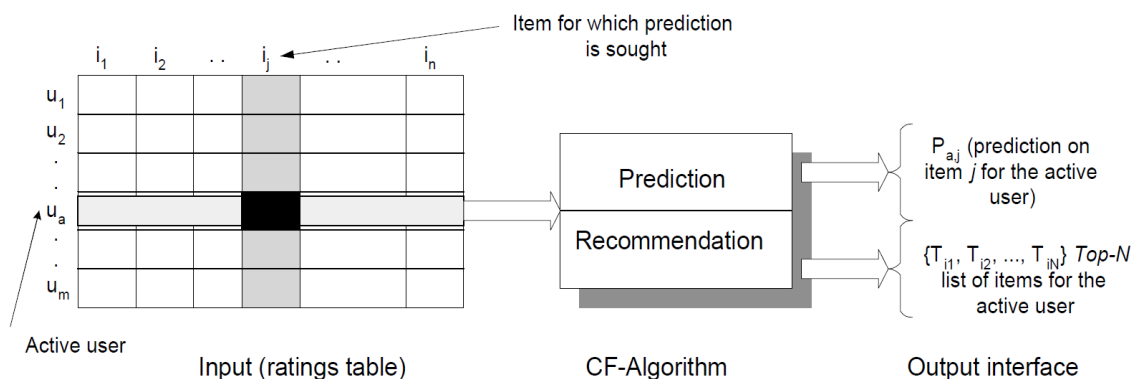 Item for which prediction
is sought
i1 i2 . . ij . . in
u1
u2
.
.
ua
.
.
um
Active user
Input (ratings table)
Prediction
Recommendation
CF-Algorithm
Pa,j (prediction on
item j for the active
user)
{Ti1, Ti2, ..., TiN} Top-N
list of items for the
active user
Output interface